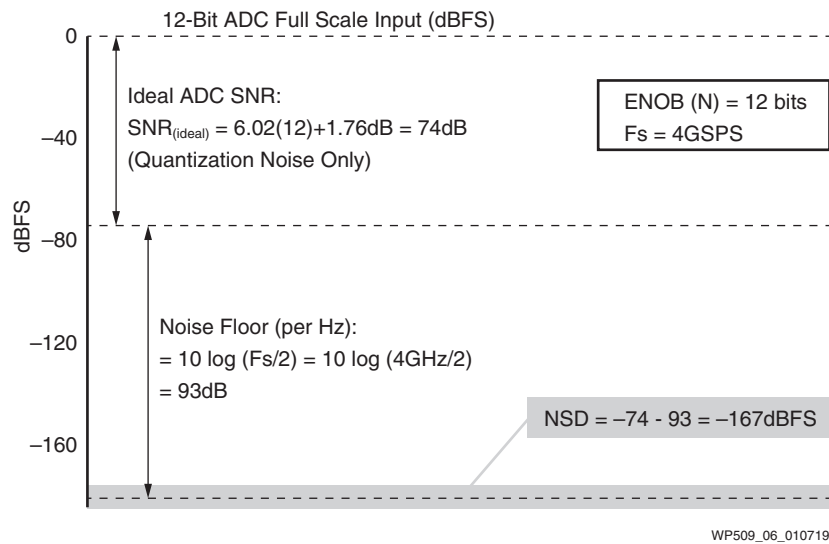 12-Bit ADC Full Scale Input (dBFS)
0
Ideal ADC SNR:
SNR(ideal) = 6.02(12)+1.76dB = 74dB
(Quantization Noise Only)
ENOB (N) = 12 bits
Fs = 4GSPS
–40
dBFS
–80
–120
Noise Floor (per Hz):
= 10 log (Fs/2) = 10 log (4GHz/2)
= 93dB
NSD = –74 - 93 = –167dBFS
–160
WP509_06_010719